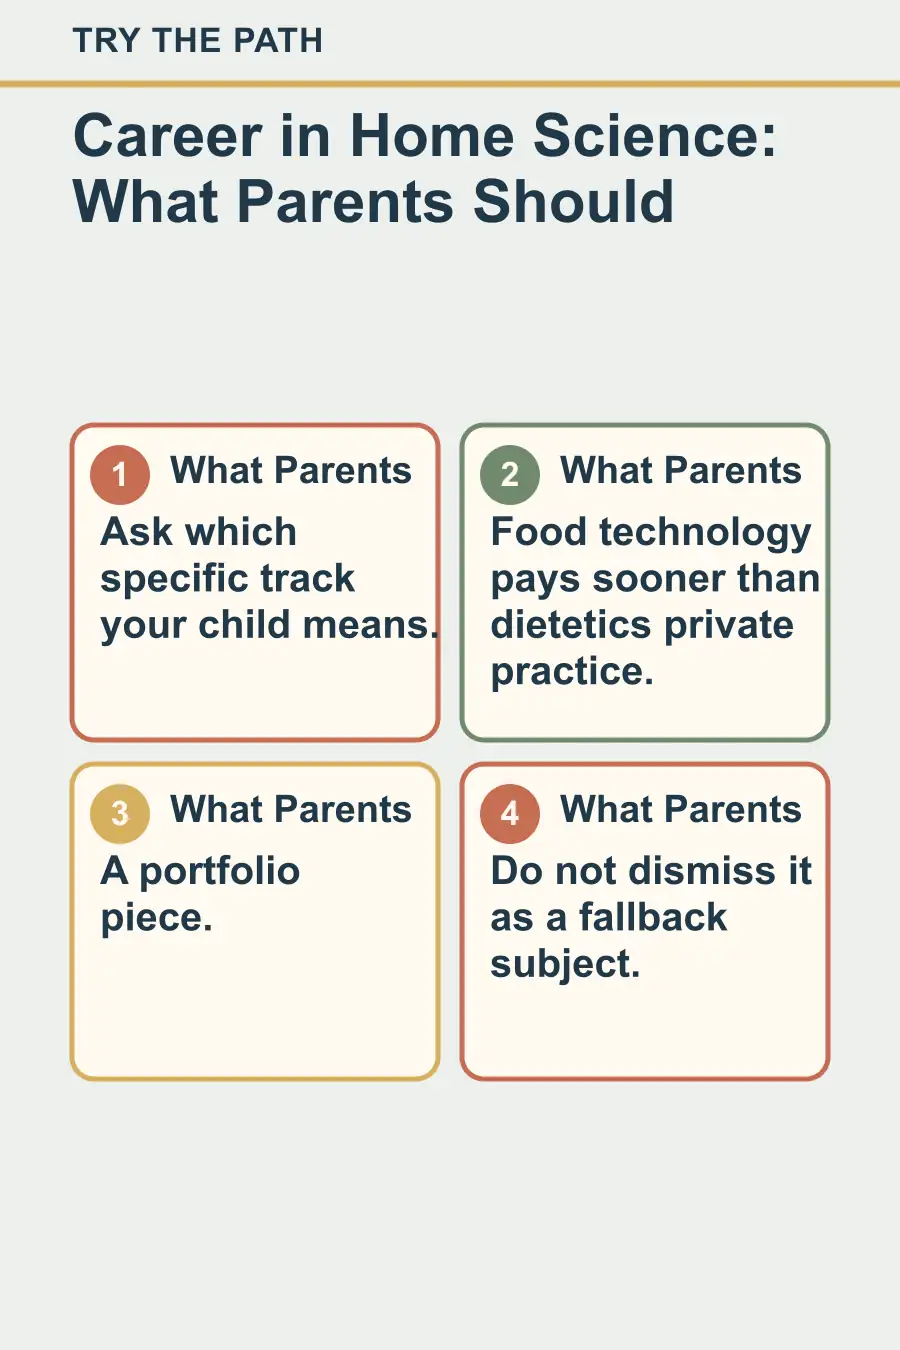 TRY THE PATH
Career in Home Science:
What Parents Should
1 What Parents
Ask which
specific track
your child means.
2 What Parents
Food technology
pays sooner than
dietetics private
practice.
3 What Parents
A portfolio
piece.
4 What Parents
Do not dismiss it
as a fallback
subject.